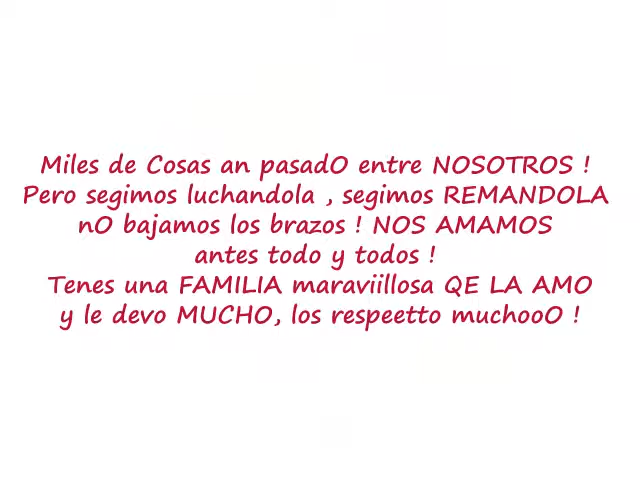 Miles de Cosas an pasadO entre NOSOTROS !
Pero segimos luchandola , segimos REMANDOLA
nO bajamos los brazos ! NOS AMAMOS
antes todo y todos !
Tenes una FAMILIA maraviillosa QE LA AMO
y le devo MUCHO, los respeetto muchooO !